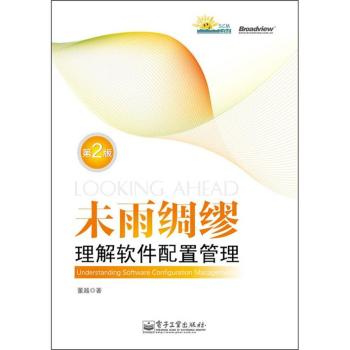 SCM
Broadview
第2版
LOOKING AHEAD
未雨绸缪
理解软件配置管理
Understanding Software Configuration Management
董越◎著
電子工業出版社